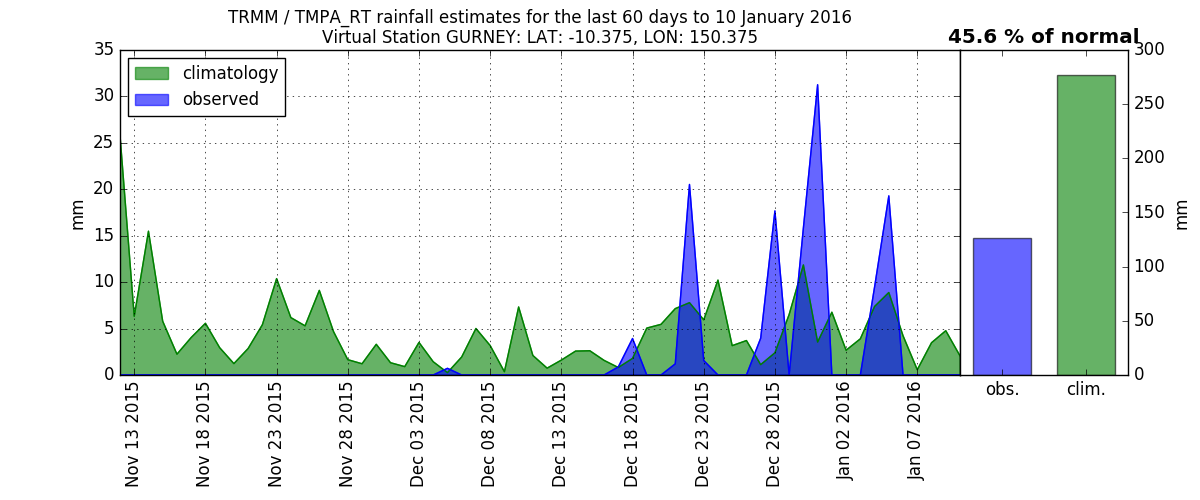 TRMM / TMPA_RT rainfall estimates for the last 60 days to 10 January 2016
Virtual Station GURNEY: LAT: -10.375, LON: 150.375
45.6 % of normal
climatology
observed
35
30
25
20
15
10
5
0
mm
Nov 13 2015
Nov 18 2015
Nov 23 2015
Nov 28 2015
Dec 03 2015
Dec 08 2015
Dec 13 2015
Dec 18 2015
Dec 23 2015
Dec 28 2015
Jan 02 2016
Jan 07 2016
300
250
200
150
100
50
0
mm
obs.
clim.